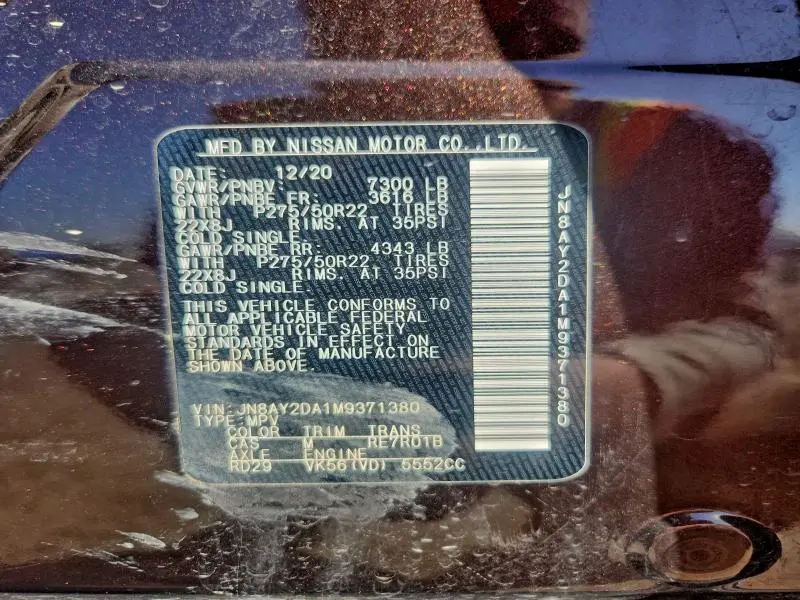 MFD BY NISSAN MOTOR CO.,LTD.
DATE: 12/20
GVWR/PNBV: 7300 LB
GAWR/PNBE FR: 3616 LB
WITH P275/50R22 TIRES
22X8J RIMS. AT 35PSI
COLD SINGLE.
GAWR/PNBE RR: 4343 LB
WITH P275/50R22 TIRES
22X8J RIMS. AT 35PSI
COLD SINGLE.
THIS VEHICLE CONFORMS TO
ALL APPLICABLE FEDERAL
MOTOR VEHICLE SAFETY
STANDARDS IN EFFECT ON
THE DATE OF MANUFACTURE
SHOWN ABOVE.
VIN:JN8AY2DA1M9371380
TYPE:MPV
COLOR TRIM TRANS
CAS M RE7R01B
AXLE ENGINE
RD29 VK56(VD) 5552CC
JN8AY2DA1M9371380